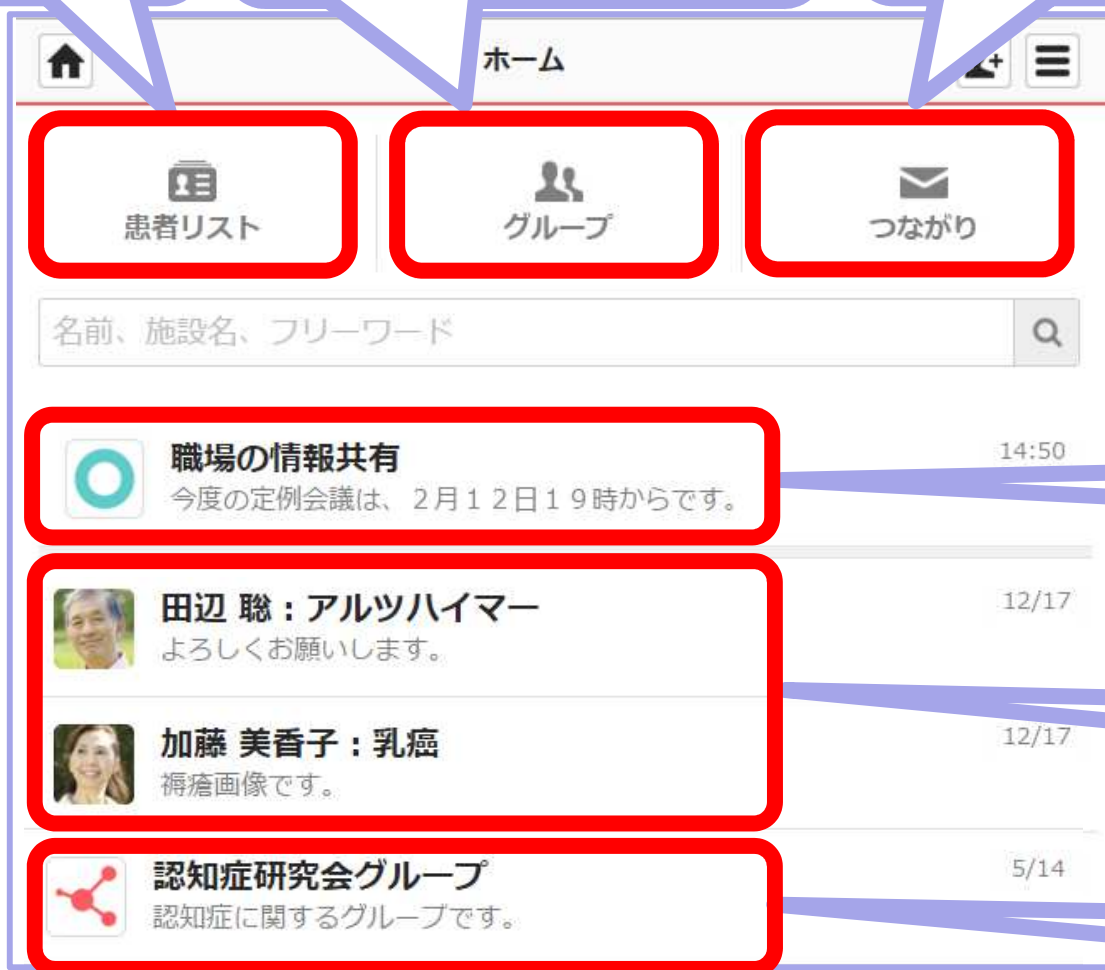 ホーム
患者リスト
グループ
つながり
名前、施設名、フリーワード
職場の情報共有
14:50
今度の定例会議は、２月１２日１９時からです。
田辺 聡：アルツハイマー
12/17
よろしくお願いします。
加藤 美香子：乳癌
12/17
褥瘡画像です。
認知症研究会グループ
5/14
認知症に関するグループです。